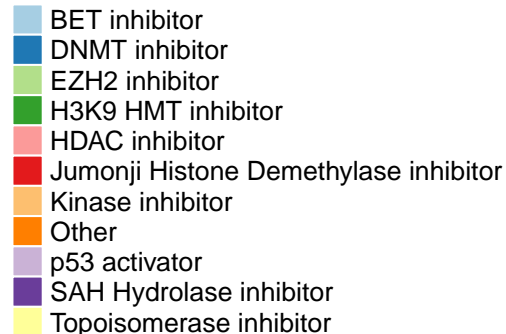 BET inhibitor
DNMT inhibitor
EZH2 inhibitor
H3K9 HMT inhibitor
HDAC inhibitor
Jumonji Histone Demethylase inhibitor
Kinase inhibitor
Other
p53 activator
SAH Hydrolase inhibitor
Topoisomerase inhibitor